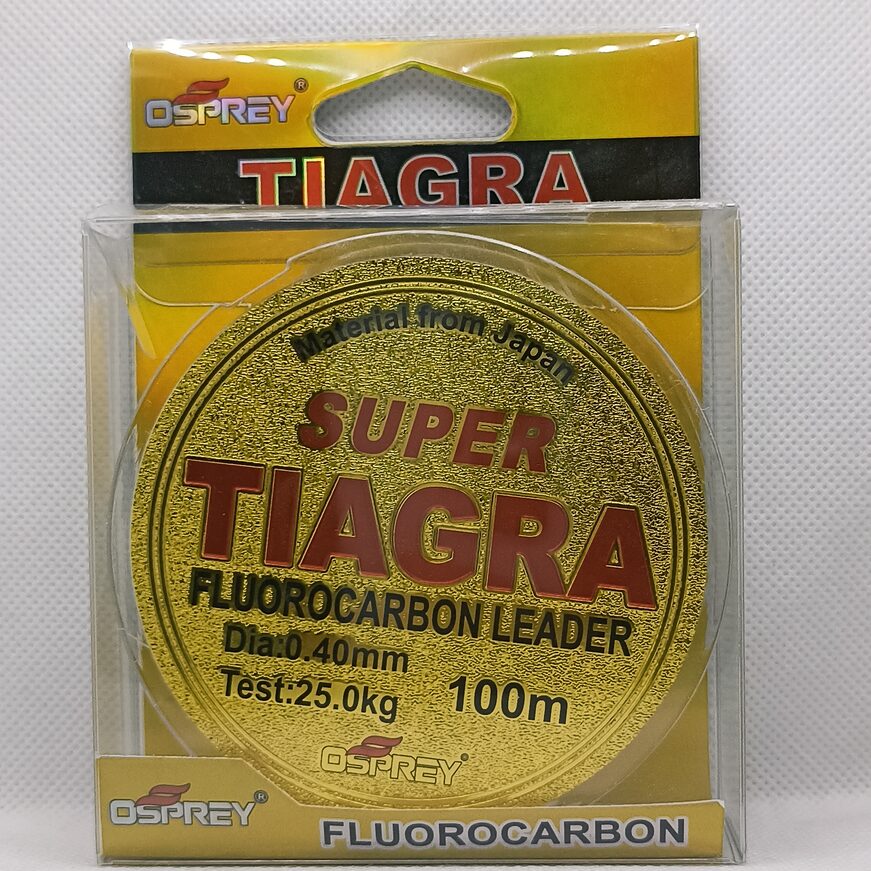 OSPREY®
TIAGRA
Material from Japan
SUPER
TIAGRA
FLUOROCARBON LEADER
Dia:0.40mm
Test:25.0kg 100m
OSPREY®
OSPREY®
FLUOROCARBON